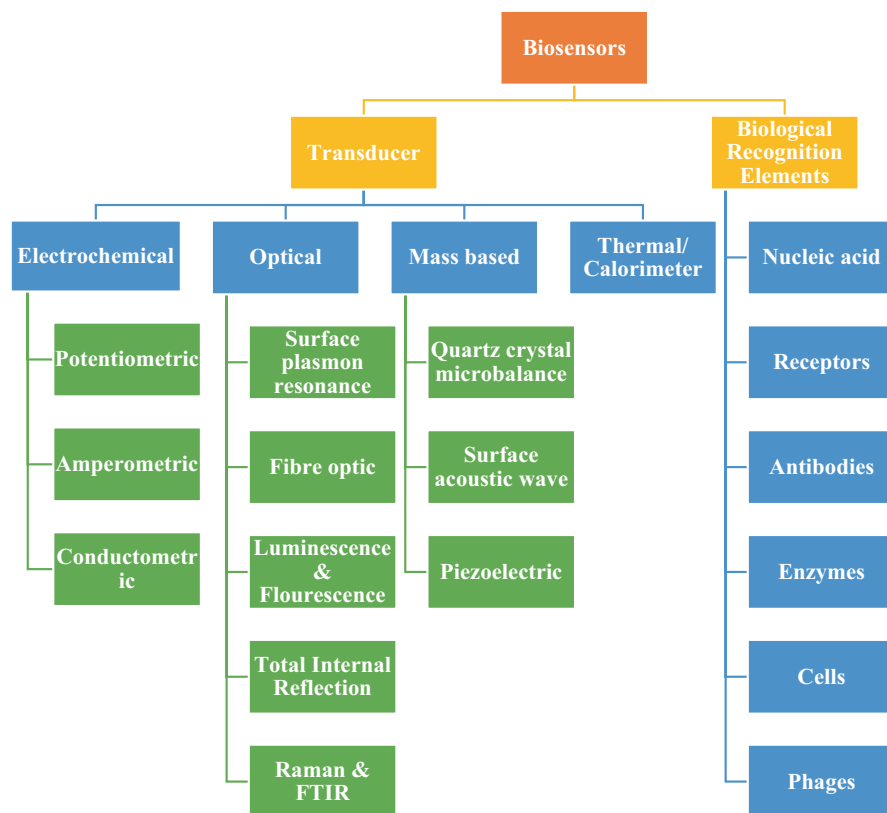 Biosensors
Transducer
Biological
Recognition
Elements
Electrochemical
Optical
Mass based
Thermal/
Calorimeter
Nucleic acid
Potentiometric
Surface
plasmon
resonance
Quartz crystal
microbalance
Receptors
Amperometric
Fibre optic
Surface
acoustic wave
Antibodies
Conductometr
ic
Luminescence
&
Flourescence
Piezoelectric
Enzymes
Total Internal
Reflection
Cells
Raman &
FTIR
Phages